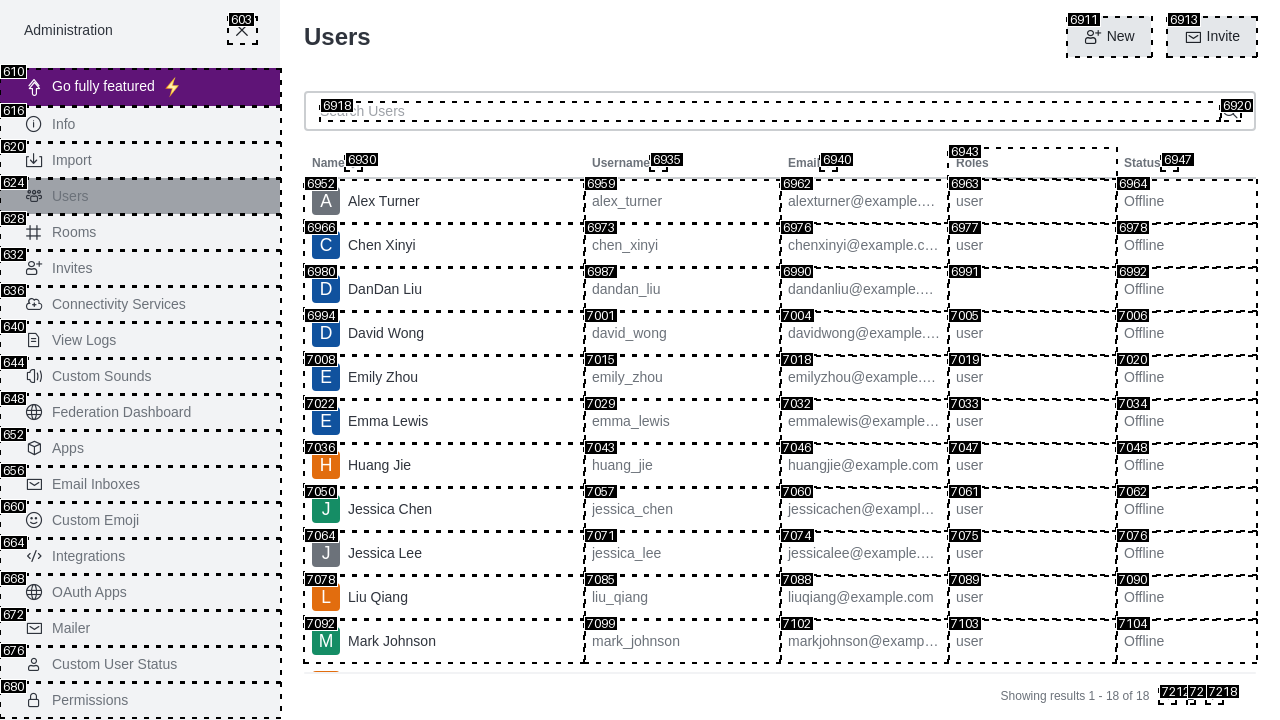 Administration
603
Users
6911
New
6913
Invite
610
Go fully featured
616
Info
620
Import
624
Users
628
Rooms
632
Invites
636
Connectivity Services
640
View Logs
644
Custom Sounds
648
Federation Dashboard
652
Apps
656
Email Inboxes
660
Custom Emoji
664
Integrations
668
OAuth Apps
672
Mailer
676
Custom User Status
680
Permissions
6918
Search Users
6920
Name 6930 Username 6935 Email 6940 6943 Roles Status 6947
6952 6959 6962 6963 6964
A Alex Turner alex_turner alexturner@example.… user Offline
6966 6973 6976 6977 6978
C Chen Xinyi chen_xinyi chenxinyi@example.c… user Offline
6980 6987 6990 6991 6992
D DanDan Liu dandan_liu dandanliu@example.… Offline
6994 7001 7004 7005 7006
D David Wong david_wong davidwong@example.… user Offline
7008 7015 7018 7019 7020
E Emily Zhou emily_zhou emilyzhou@example.… user Offline
7022 7029 7032 7033 7034
E Emma Lewis emma_lewis emmalewis@example… user Offline
7036 7043 7046 7047 7048
H Huang Jie huang_jie huangjie@example.com user Offline
7050 7057 7060 7061 7062
J Jessica Chen jessica_chen jessicachen@exampl… user Offline
7064 7071 7074 7075 7076
J Jessica Lee jessica_lee jessicalee@example.… user Offline
7078 7085 7088 7089 7090
L Liu Qiang liu_qiang liuqiang@example.com user Offline
7092 7099 7102 7103 7104
M Mark Johnson mark_johnson markjohnson@examp… user Offline
Showing results 1 - 18 of 18
7212 72 7218